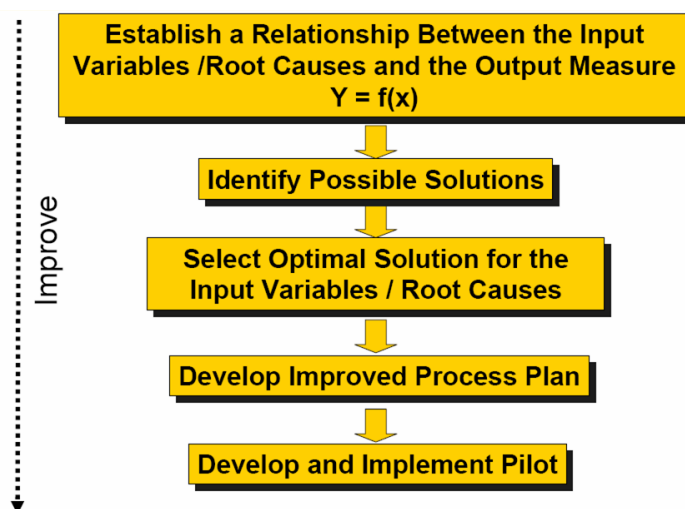 Establish a Relationship Between the Input
Variables /Root Causes and the Output Measure
Y = f(x)
Identify Possible Solutions
Select Optimal Solution for the
Input Variables / Root Causes
Develop Improved Process Plan
Develop and Implement Pilot
Improve